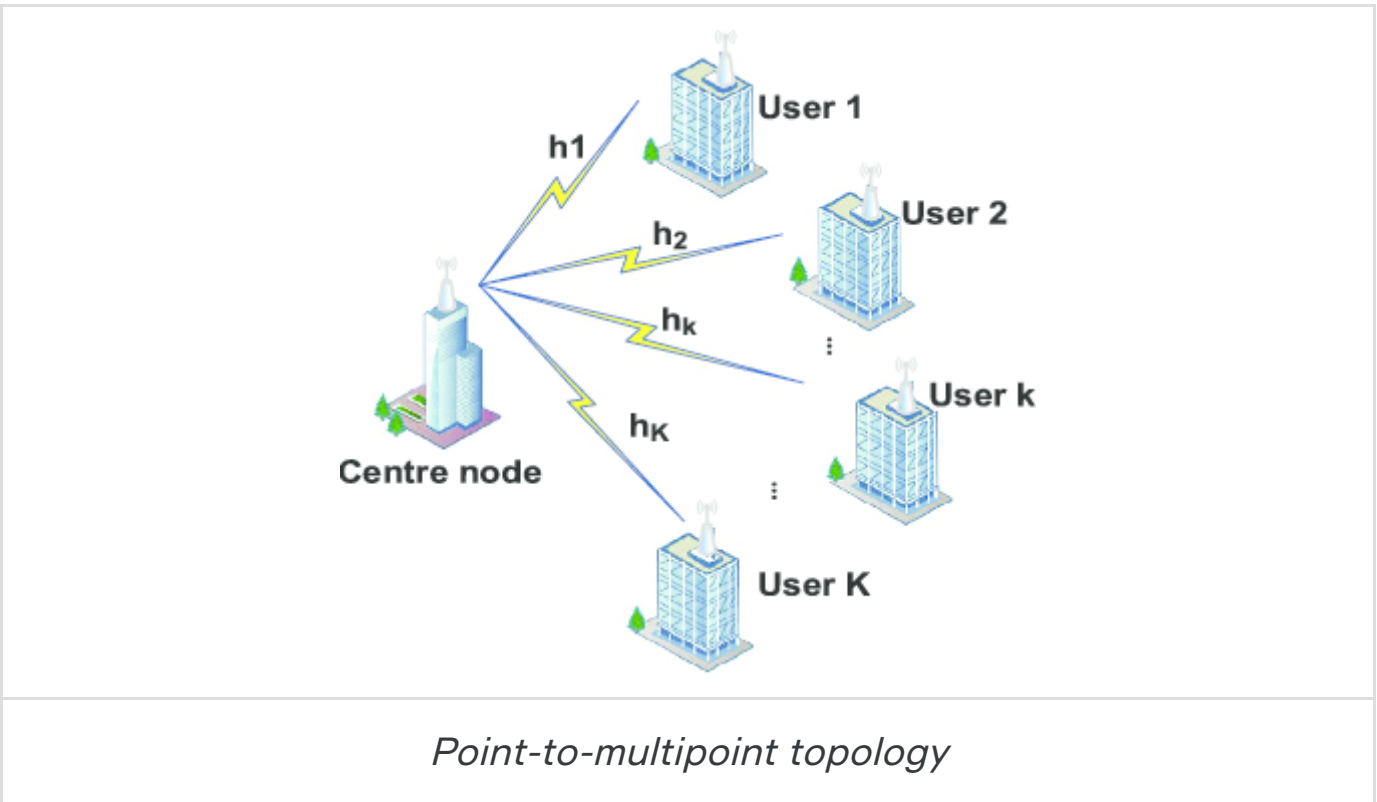 User 1
h1
User 2
h2
hk
⋮
User k
hK
Centre node
⋮
User K
Point-to-multipoint topology